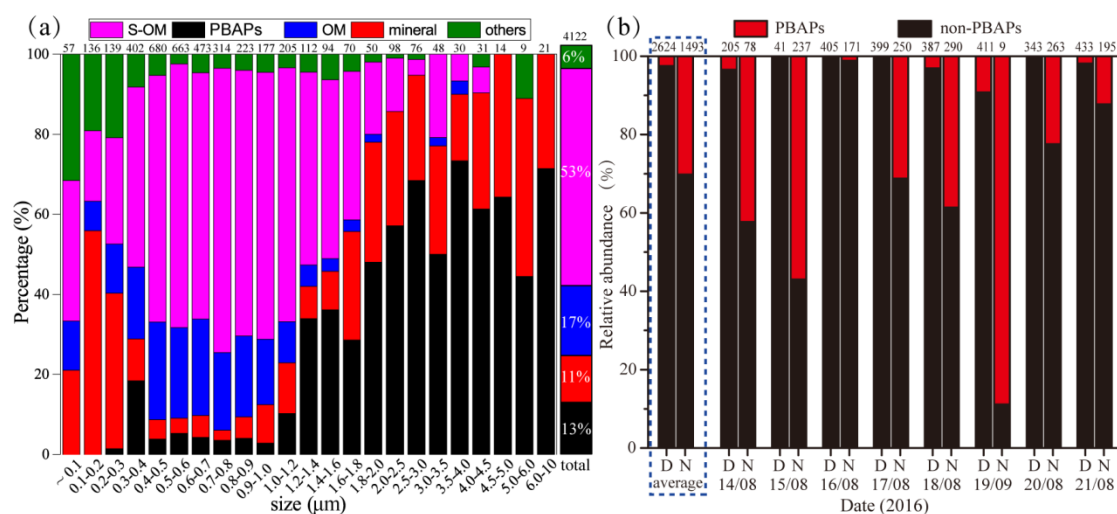 (a)
S-OM PBAPs OM mineral others
57 136 139 402 680 663 473 314 223 177 205 112 94 70 50 98 76 48 30 31 14 9 21 4122
100
80
60
40
20
0
Percentage (%)
6%
53%
17%
11%
13%
~0.1 0.1-0.2 0.2-0.3 0.3-0.4 0.4-0.5 0.5-0.6 0.6-0.7 0.7-0.8 0.8-0.9 0.9-1.0 1.0-1.2 1.2-1.4 1.4-1.6 1.6-1.8 1.8-2.0 2.0-2.5 2.5-3.0 3.0-3.5 3.5-4.0 4.0-4.5 4.5-5.0 5.0-6.0 6.0-10 total
size (μm)
(b)
PBAPs non-PBAPs
2624 1493 205 78 41 237 405 171 399 250 387 290 411 9 343 263 433 195
100
80
60
40
20
0
Relative abundance (%)
D N D N D N D N D N D N D N D N D N
average 14/08 15/08 16/08 17/08 18/08 19/09 20/08 21/08
Date (2016)